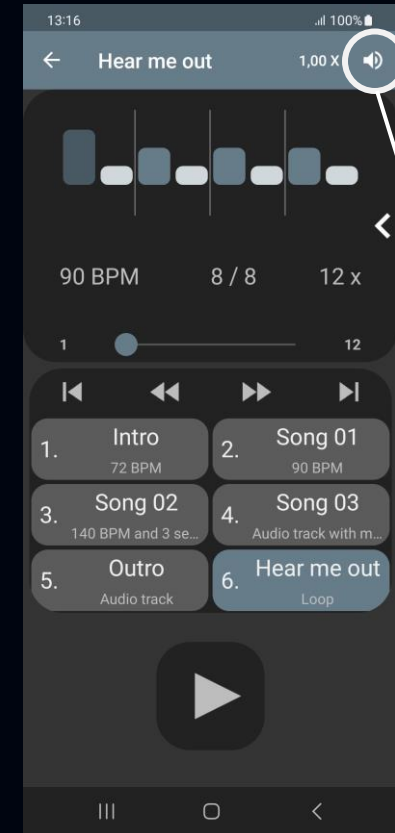 13:16 100%
Hear me out 1,00 X
90 BPM 8 / 8 12 x
1 12
1. Intro 2. Song 01
72 BPM 90 BPM
3. Song 02 4. Song 03
140 BPM and 3 se... Audio track with m...
5. Outro 6. Hear me out
Audio track Loop